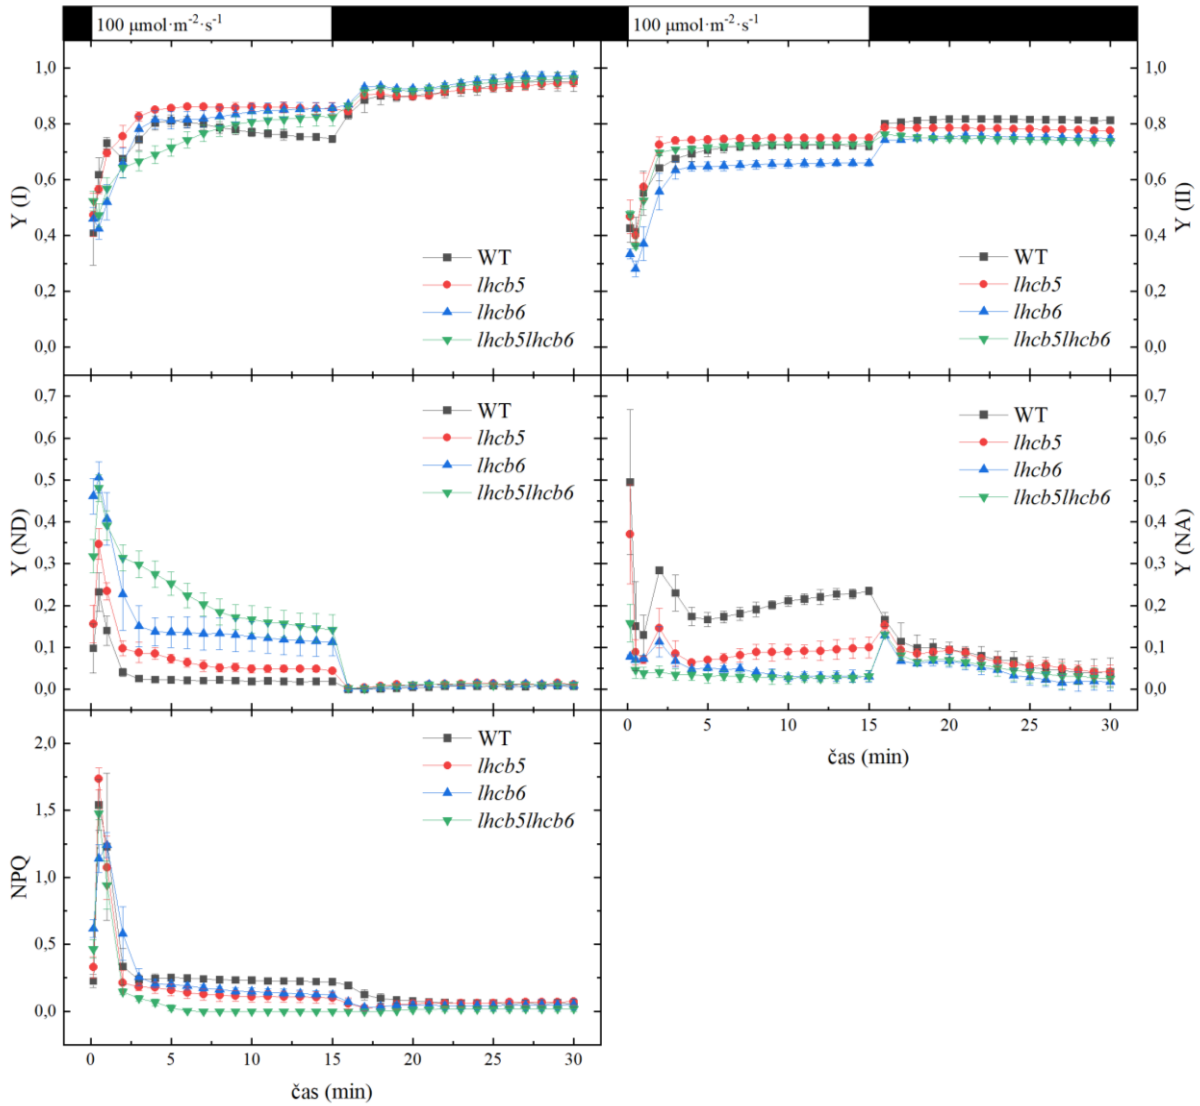 100 μmol·m⁻²·s⁻¹
100 μmol·m⁻²·s⁻¹
1,0
0,8
0,6
0,4
0,2
0,0
Y (I)
WT
lhcb5
lhcb6
lhcb5lhcb6
1,0
0,8
0,6
0,4
0,2
0,0
Y (II)
WT
lhcb5
lhcb6
lhcb5lhcb6
0,7
0,6
0,5
0,4
0,3
0,2
0,1
0,0
Y (ND)
WT
lhcb5
lhcb6
lhcb5lhcb6
0,7
0,6
0,5
0,4
0,3
0,2
0,1
0,0
Y (NA)
WT
lhcb5
lhcb6
lhcb5lhcb6
0 5 10 15 20 25 30
čas (min)
2,0
1,5
1,0
0,5
0,0
NPQ
WT
lhcb5
lhcb6
lhcb5lhcb6
0 5 10 15 20 25 30
čas (min)